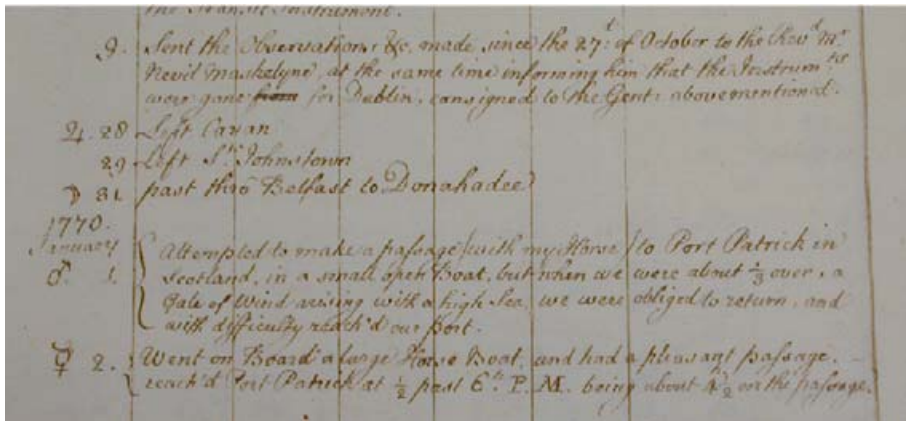 the Transit Instrument.
9. Sent the Observations, &c. made since the 27th. of October to the Revd. Mr.
Nevil Maskelyne, at the same time informing him that the Instrumts
were gone from for Dublin, consigned to the Gent: abovementioned.
♃. 28 Left Cavan
29 Left St. Johnstown
☽ 31 past thro Belfast to Donahadee
1770.
January
♂. 1. Attempted to make a passage (with my Horse) to Port Patrick in
Scotland, in a small open Boat, but when we were about ⅓ over, a
Gale of Wind arising with a high Sea, we were obliged to return, and
with difficulty reach'd our Port.
☿ 2. Went on Board a large Horse Boat, and had a pleasant passage,
reach'd Port Patrick at ½ past 6h. P.M. being about 4½ on the passage.